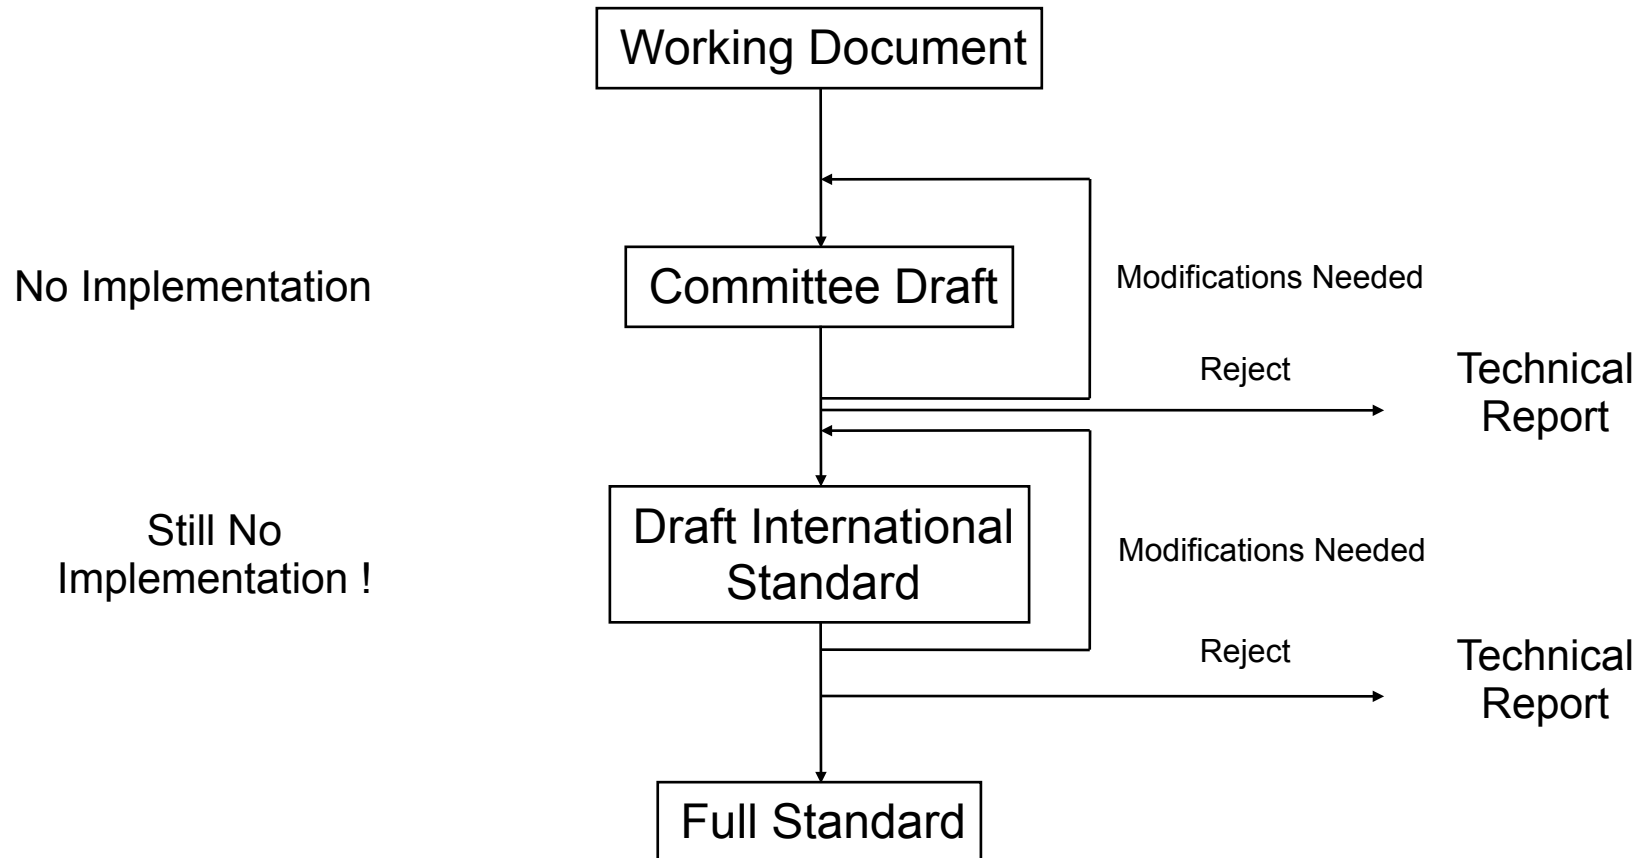 Working Document
No Implementation
Committee Draft
Modifications Needed
Reject
Technical
Report
Still No
Implementation !
Draft International
Standard
Modifications Needed
Reject
Technical
Report
Full Standard